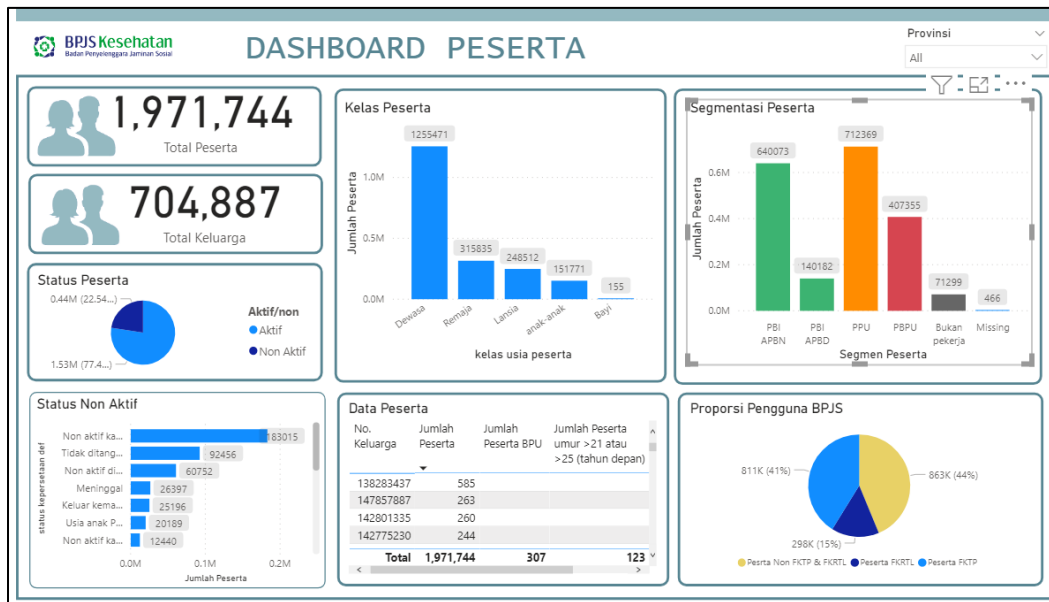 BPJS Kesehatan
Badan Penyelenggara Jaminan Sosial
DASHBOARD PESERTA
Provinsi
All
1,971,744
Total Peserta
704,887
Total Keluarga
Status Peserta
0.44M (22.54...)
1.53M (77.4...)
Aktif/non
Aktif
Non Aktif
Kelas Peserta
Jumlah Peserta
1.0M
0.5M
0.0M
1255471
315835
248512
151771
155
Dewasa
Remaja
Lansia
anak-anak
Bayi
kelas usia peserta
Segmentasi Peserta
Jumlah Peserta
0.6M
0.4M
0.2M
0.0M
640073
140182
712369
407355
71299
466
PBI APBN
PBI APBD
PPU
PBPU
Bukan pekerja
Missing
Segmen Peserta
Status Non Aktif
status kepersetaan def
Non aktif ka... 183015
Tidak ditang... 92456
Non aktif di... 60752
Meninggal 26397
Keluar kema... 25196
Usia anak P... 20189
Non aktif ka... 12440
0.0M 0.1M 0.2M
Jumlah Peserta
Data Peserta
No. Keluarga
Jumlah Peserta
Jumlah Peserta BPU
Jumlah Peserta umur >21 atau >25 (tahun depan)
138283437 585
147857887 263
142801335 260
142775230 244
Total 1,971,744 307 123
Proporsi Pengguna BPJS
811K (41%)
863K (44%)
298K (15%)
Pesrta Non FKTP & FKRTL
Peserta FKRTL
Peserta FKTP